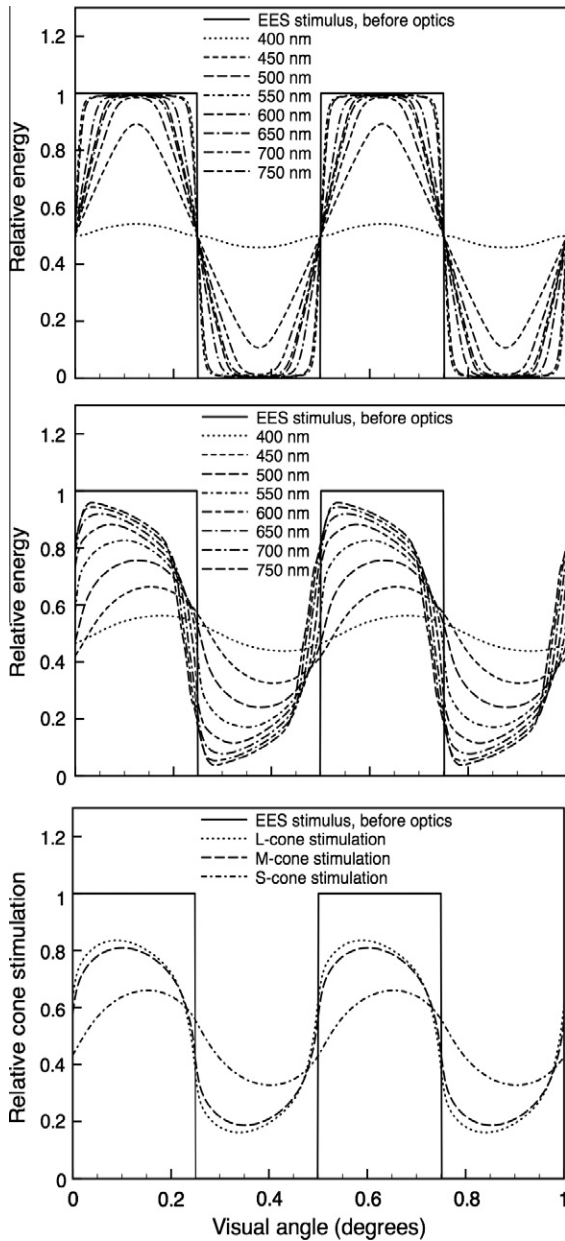 EES stimulus, before optics
400 nm
450 nm
500 nm
550 nm
600 nm
650 nm
700 nm
750 nm
Relative energy
1.2
1
0.8
0.6
0.4
0.2
0
EES stimulus, before optics
400 nm
450 nm
500 nm
550 nm
600 nm
650 nm
700 nm
750 nm
Relative energy
1.2
1
0.8
0.6
0.4
0.2
0
EES stimulus, before optics
L-cone stimulation
M-cone stimulation
S-cone stimulation
Relative cone stimulation
1.2
1
0.8
0.6
0.4
0.2
0
0 0.2 0.4 0.6 0.8 1
Visual angle (degrees)